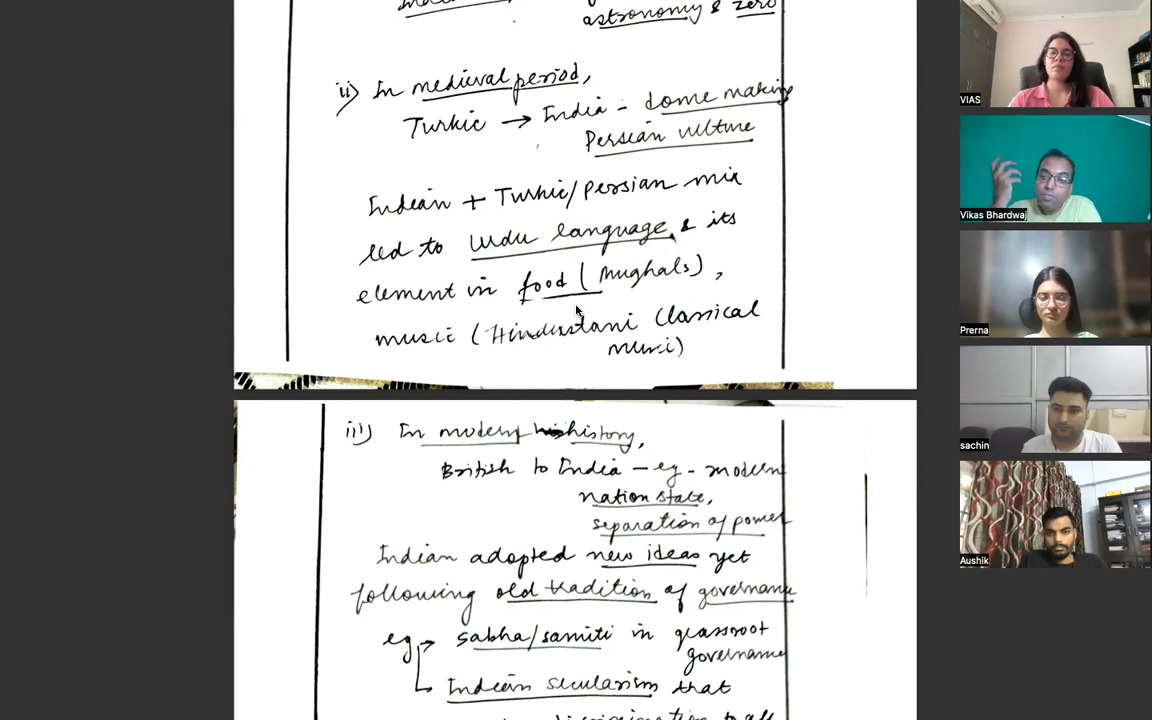 astronomy & zero
ii) In medieval period,
Turkic → India - dome making
Persian culture
Indian + Turkic/Persian mix
led to Urdu language & its
element in food (Mughals),
music (Hindustani Classical
music)
iii) In modern history,
British to India - eg - modern
nation state,
separation of power
Indian adopted new ideas yet
following old tradition of governance
eg → sabha/samiti in grassroot
governance
Indian secularism that
VIAS
Vikas Bhardwaj
Prerna
sachin
Aushik